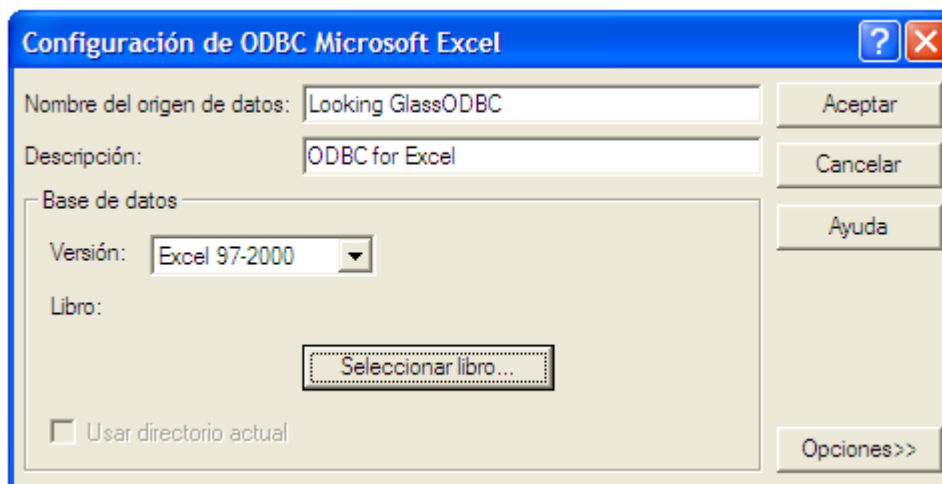 Configuración de ODBC Microsoft Excel
Nombre del origen de datos: Looking GlassODBC
Aceptar
Descripción: ODBC for Excel
Cancelar
Base de datos
Ayuda
Versión: Excel 97-2000
Libro:
Seleccionar libro...
Usar directorio actual
Opciones>>